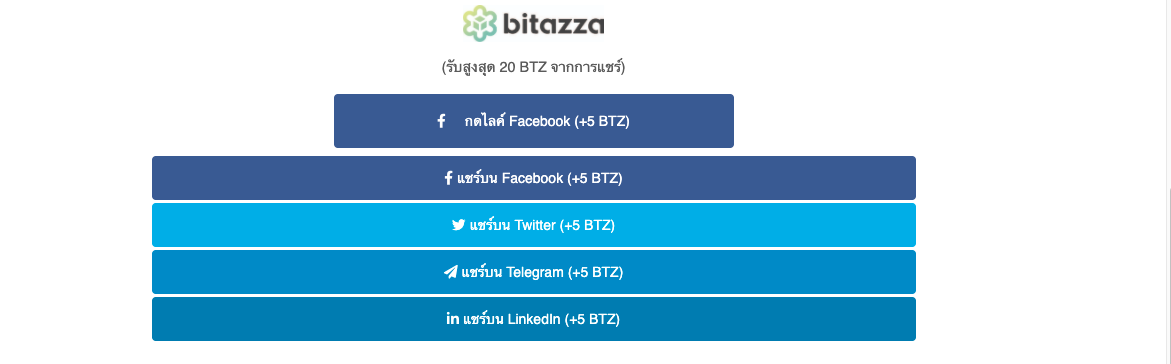 bitazza
(รับสูงสุด 20 BTZ จากการแชร์)
กดไลค์ Facebook (+5 BTZ)
แชร์บน Facebook (+5 BTZ)
แชร์บน Twitter (+5 BTZ)
แชร์บน Telegram (+5 BTZ)
แชร์บน LinkedIn (+5 BTZ)